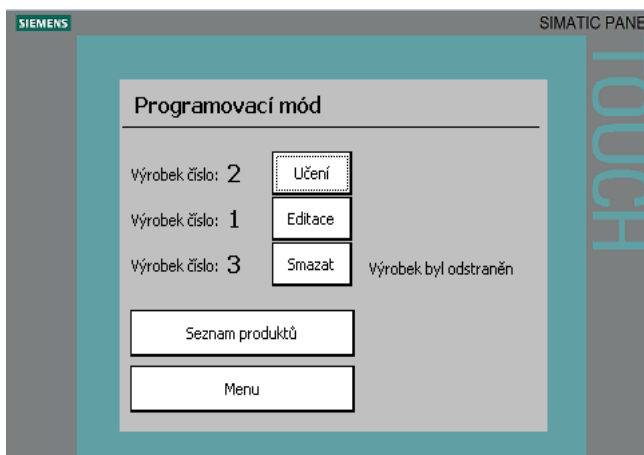 SIEMENS
SIMATIC PANE
TOUCH
Programovací mód
Výrobek číslo: 2 Učení
Výrobek číslo: 1 Editace
Výrobek číslo: 3 Smazat Výrobek byl odstraněn
Seznam produktů
Menu